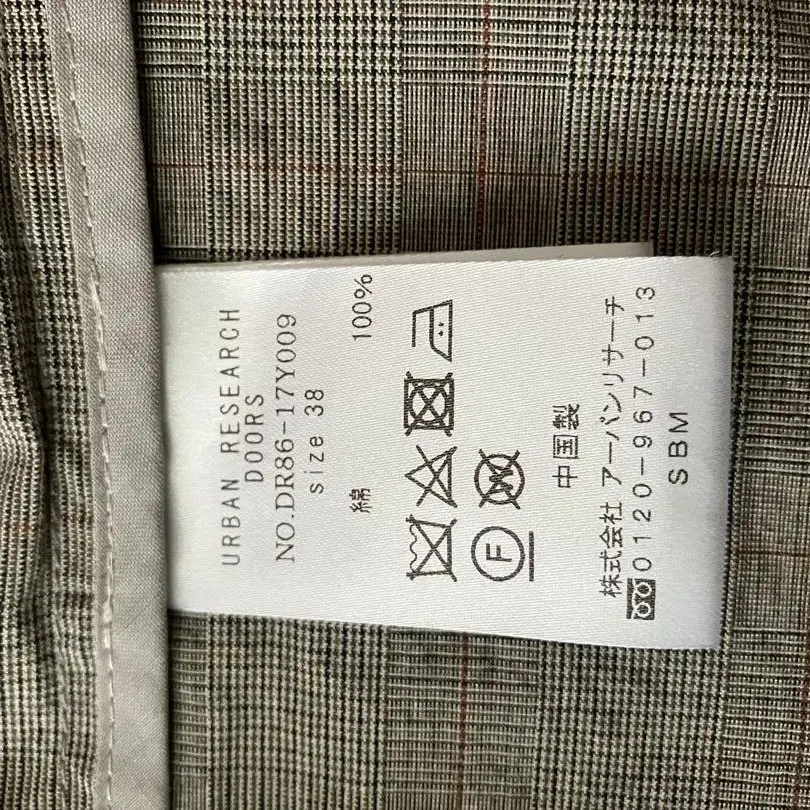 URBAN RESEARCH
DOORS
NO.DR86-17Y009
size 38
綿 100%
F
W
中国製
株式会社 アーバンリサーチ
0120-967-013
SBM